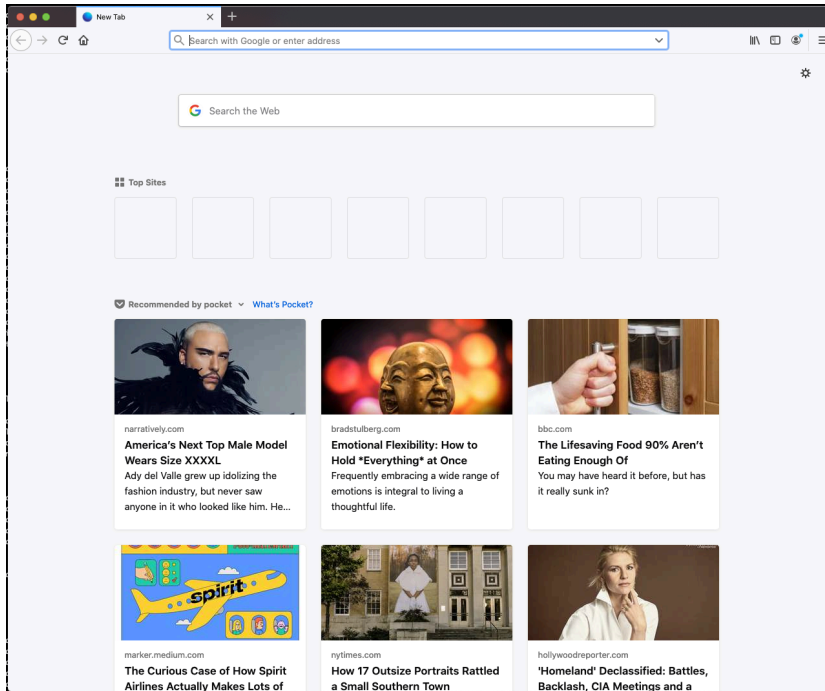 New Tab
Search with Google or enter address
Search the Web
Top Sites
Recommended by pocket What's Pocket?
narratively.com
America's Next Top Male Model
Wears Size XXXXL
Ady del Valle grew up idolizing the
fashion industry, but never saw
anyone in it who looked like him. He...
bradstulberg.com
Emotional Flexibility: How to
Hold *Everything* at Once
Frequently embracing a wide range of
emotions is integral to living a
thoughtful life.
bbc.com
The Lifesaving Food 90% Aren't
Eating Enough Of
You may have heard it before, but has
it really sunk in?
spirit
marker.medium.com
The Curious Case of How Spirit
Airlines Actually Makes Lots of
nytimes.com
How 17 Outsize Portraits Rattled
a Small Southern Town
hollywoodreporter.com
'Homeland' Declassified: Battles,
Backlash, CIA Meetings and a